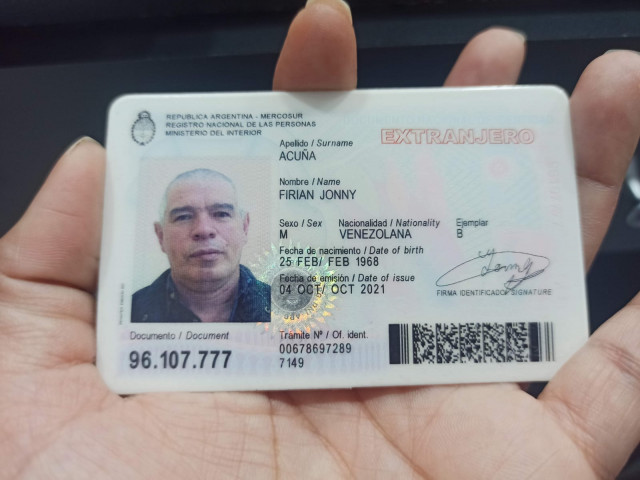 REPUBLICA ARGENTINA - MERCOSUR
REGISTRO NACIONAL DE LAS PERSONAS
MINISTERIO DEL INTERIOR
EXTRANJERO
Apellido / Surname
ACUÑA
Nombre / Name
FIRIAN JONNY
Sexo / Sex Nacionalidad / Nationality Ejemplar
M VENEZOLANA B
Fecha de nacimiento / Date of birth
25 FEB/ FEB 1968
Fecha de emisión / Date of issue
04 OCT/ OCT 2021
FIRMA IDENTIFICADO / SIGNATURE
Documento / Document
96.107.777
Trámite Nº / Of. ident.
00678697289
7149